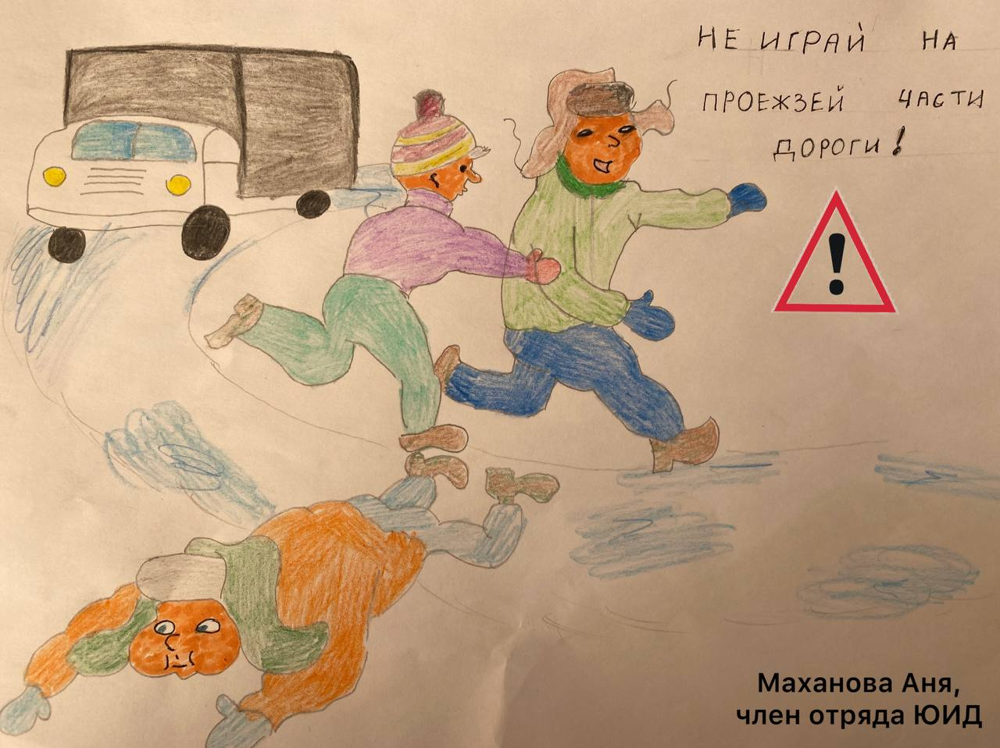 НЕ ИГРАЙ НА
ПРОЕЖЗЕЙ ЧАСТИ
ДОРОГИ!
!
Маханова Аня,
член отряда ЮИД